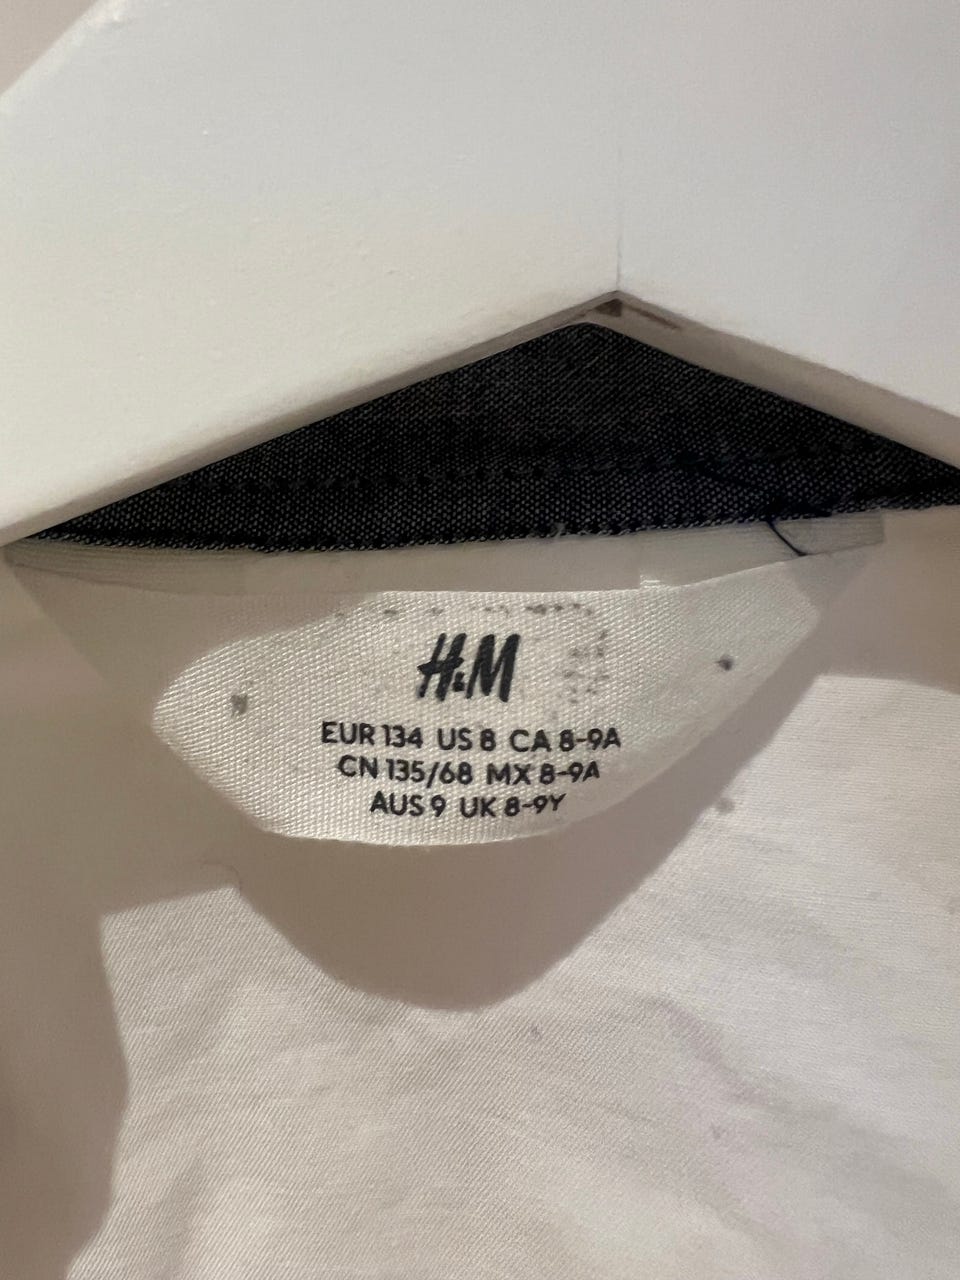 H&M
EUR 134 US 8 CA 8-9A
CN 135/68 MX 8-9A
AUS 9 UK 8-9Y